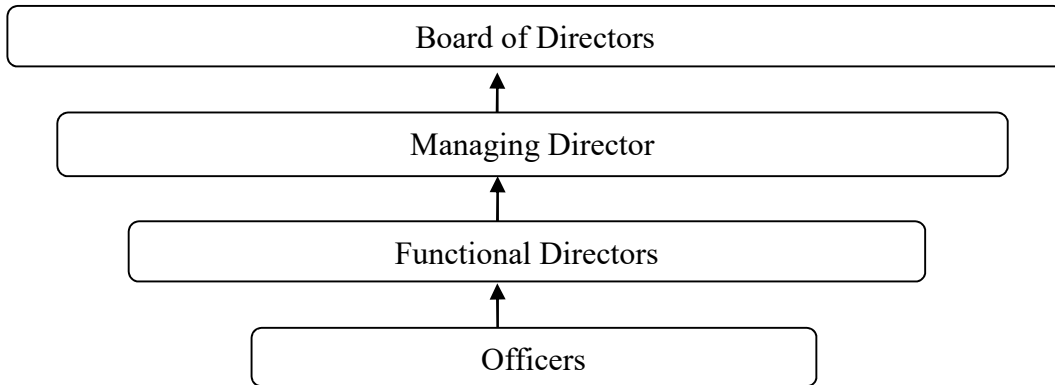 Board of Directors
Managing Director
Functional Directors
Officers